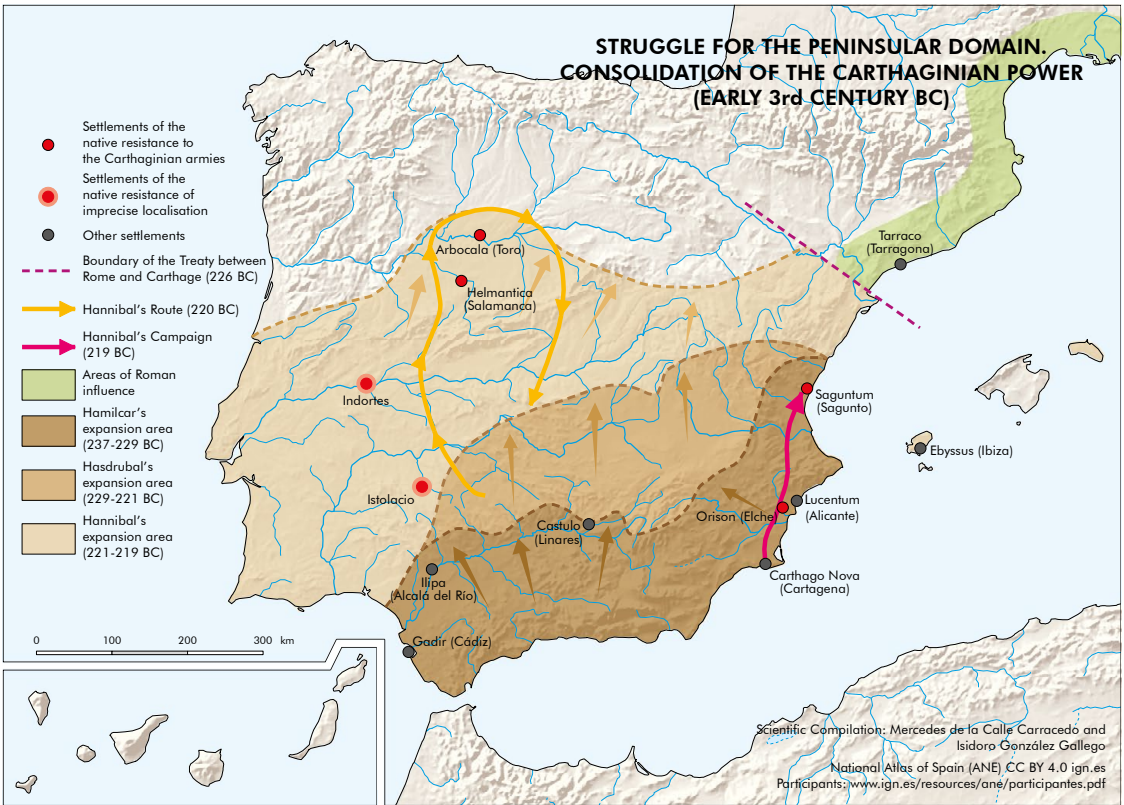 STRUGGLE FOR THE PENINSULAR DOMAIN.
CONSOLIDATION OF THE CARTHAGINIAN POWER
(EARLY 3rd CENTURY BC)
Settlements of the
native resistance to
the Carthaginian armies
Settlements of the
native resistance of
imprecise localisation
Other settlements
Boundary of the Treaty between
Rome and Carthage (226 BC)
Hannibal's Route (220 BC)
Hannibal's Campaign
(219 BC)
Areas of Roman
influence
Hamilcar's
expansion area
(237-229 BC)
Hasdrubal's
expansion area
(229-221 BC)
Hannibal's
expansion area
(221-219 BC)
Arbocala (Toro)
Helmantica
(Salamanca)
Tarraco
(Tarragona)
Indortes
Saguntum
(Sagunto)
Ebyssus (Ibiza)
Istolacio
Lucentum
(Alicante)
Orison (Elche)
Castulo
(Linares)
Carthago Nova
(Cartagena)
Ilipa
(Alcalá del Río)
Gadir (Cádiz)
0 100 200 300 km
Scientific Compilation: Mercedes de la Calle Carracedo and
Isidoro González Gallego
National Atlas of Spain (ANE) CC BY 4.0 ign.es
Participants: www.ign.es/resources/ane/participantes.pdf